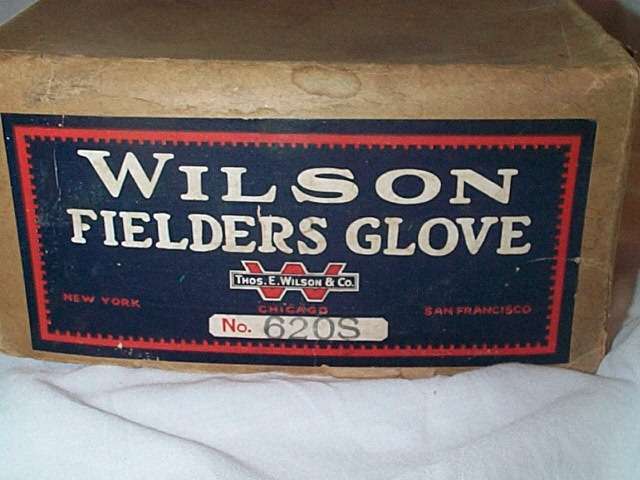 WILSON
FIELDERS GLOVE
THOS. E. WILSON & CO.
NEW YORK CHICAGO SAN FRANCISCO
No. 620S